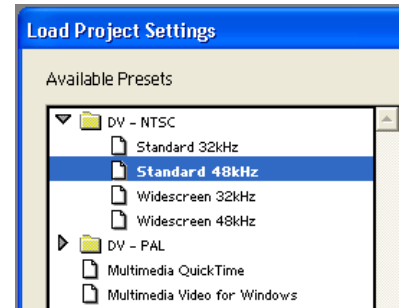 Load Project Settings
Available Presets
DV - NTSC
Standard 32kHz
Standard 48kHz
Widescreen 32kHz
Widescreen 48kHz
DV - PAL
Multimedia QuickTime
Multimedia Video for Windows